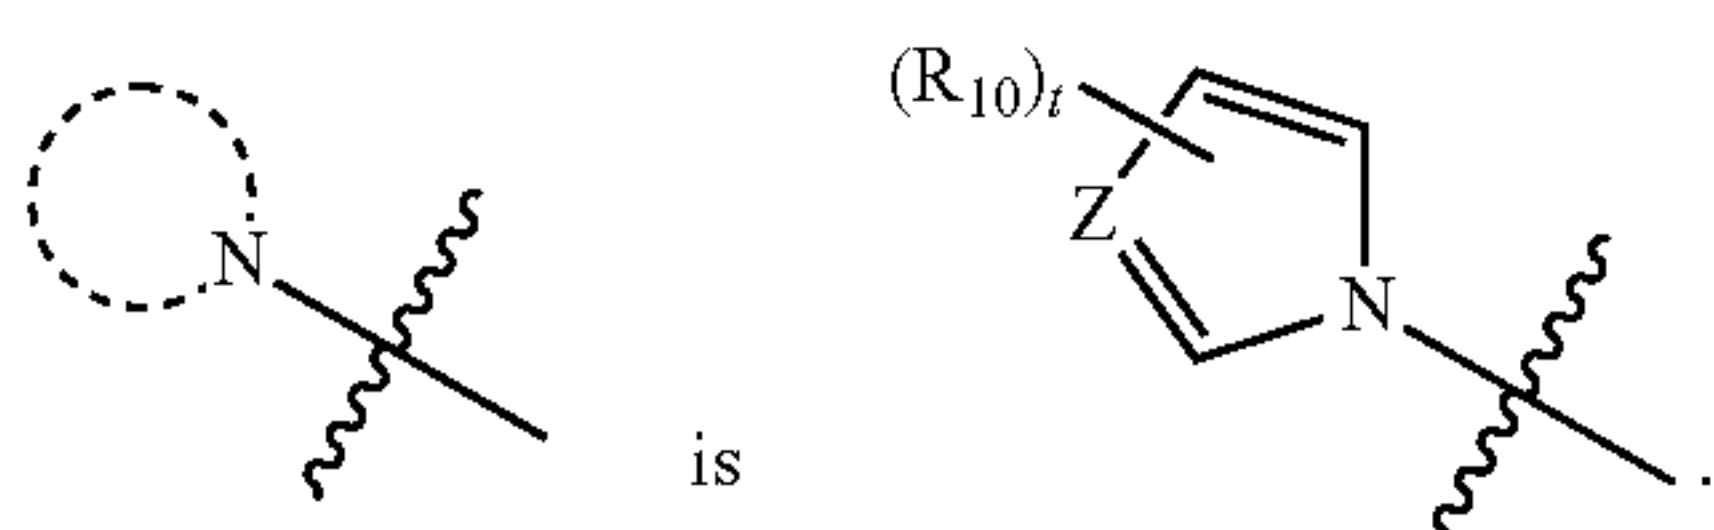 (R₁₀)ₜ
Z
N
N
is
.